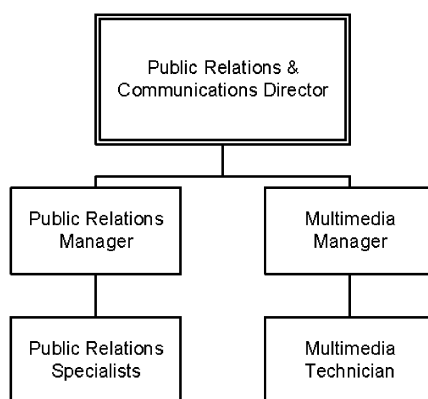 Public Relations &
Communications Director
Public Relations
Manager
Multimedia
Manager
Public Relations
Specialists
Multimedia
Technician